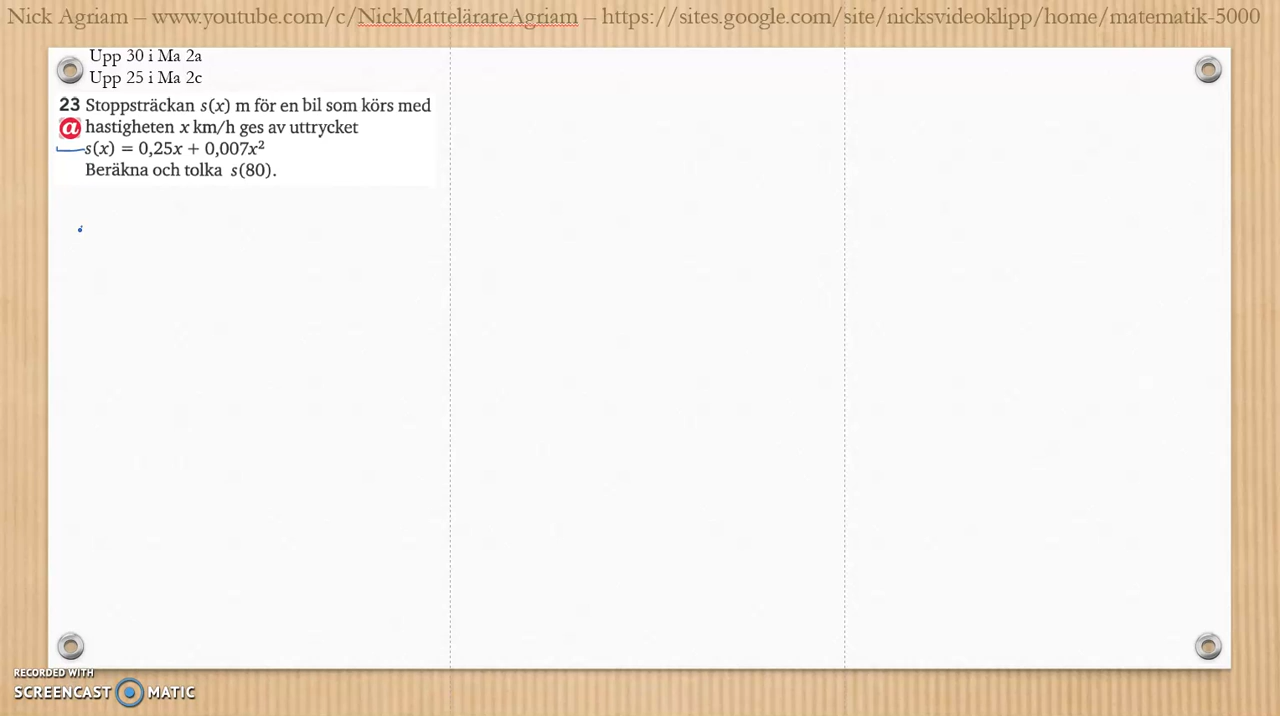 Nick Agriam – www.youtube.com/c/NickMattelärareAgriam – https://sites.google.com/site/nicksvideoklipp/home/matematik-5000
Upp 30 i Ma 2a
Upp 25 i Ma 2c
23 Stoppsträckan s(x) m för en bil som körs med
a hastigheten x km/h ges av uttrycket
s(x) = 0,25x + 0,007x²
Beräkna och tolka s(80).
RECORDED WITH
SCREENCAST MATIC